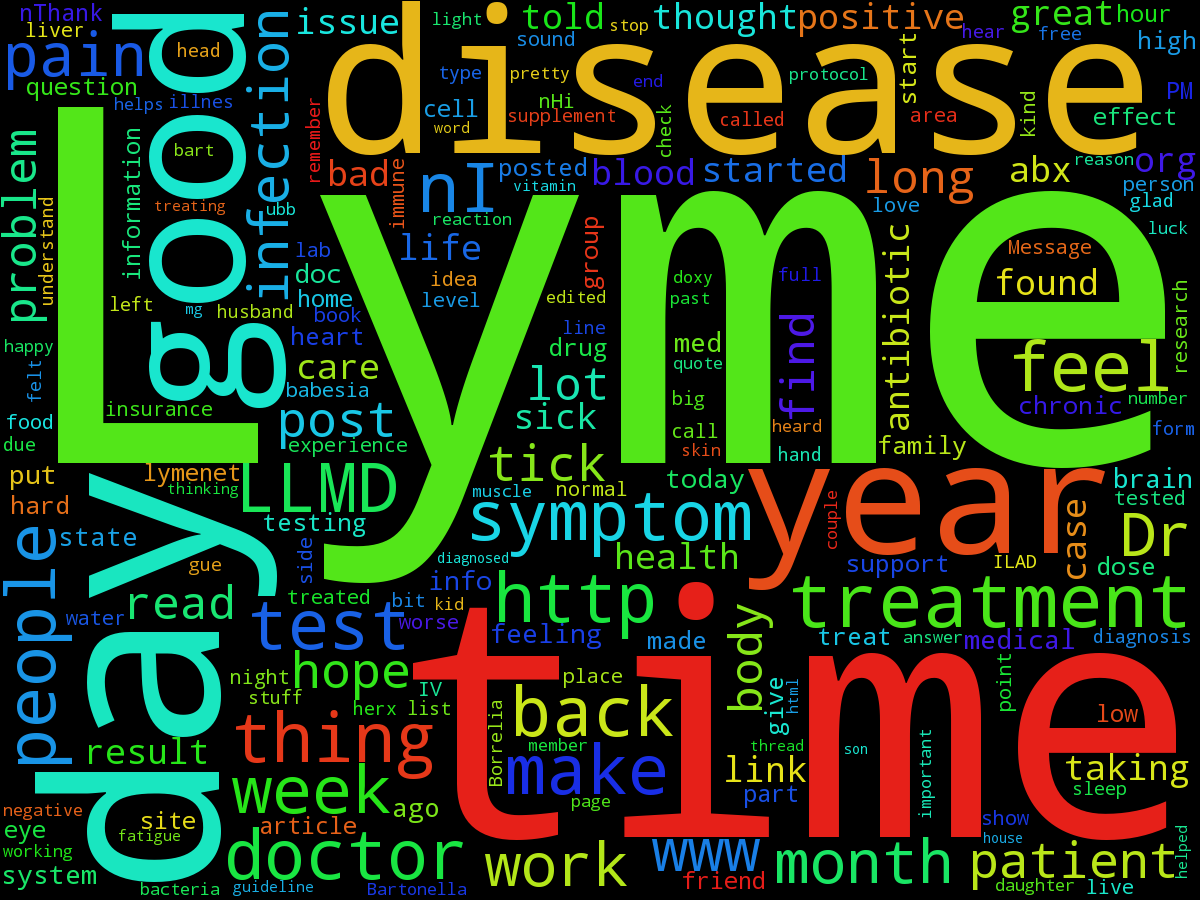 nThank
liver
pain
question
head
good
helps
illnes
infection
issue
disease
light
told
stop
thought
positive
great
hour
sound
hear
free
high
type
pretty
end
protocol
start
cell
nHi
supplement
word
check
called
area
kind
effect
PM
problem
understand
information
bart
treating
ubb
remember
bad
immune
nI
posted
vitamin
reaction
blood
started
long
love
abx
reason
org
person
glad
luck
lab
doc
home
book
heart
life
idea
level
group
edited
line
drug
doxy
past
full
find
antibiotic
Message
found
research
left
mg
husband
Lyme
happy
felt
food
due
insurance
care
babesia
post
experience
lot
sick
med
quote
big
call
skin
heard
hand
feel
chronic
number
form
family
put
hard
lymenet
thinking
LLMD
testing
tick
muscle
normal
symptom
today
year
couple
case
brain
tested
Dr
people
state
day
gue
side
diagnosed
health
support
ILAD
dose
water
read
treated
test
bit
info
kid
worse
http
feeling
made
body
treatment
treat
answer
medical
diagnosis
night
stuff
hope
IV
herx
list
time
place
give
html
point
low
result
thing
Borrelia
back
member
make
page
link
thread
part
son
important
taking
sleep
negative
eye
working
system
site
fatigue
week
ago
article
doctor
work
www
friend
month
show
house
patient
helped
bacteria
guideline
Bartonella
daughter
live